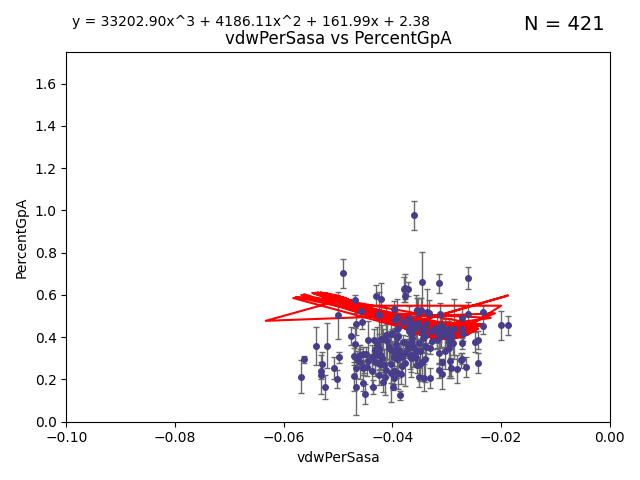 y = 33202.90x^3 + 4186.11x^2 + 161.99x + 2.38
N = 421
vdwPerSasa vs PercentGpA
PercentGpA
1.6
1.4
1.2
1.0
0.8
0.6
0.4
0.2
0.0
−0.10 −0.08 −0.06 −0.04 −0.02 0.00
vdwPerSasa